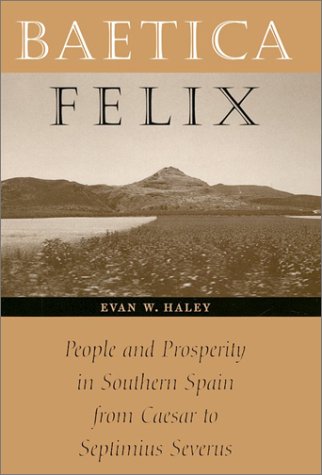 BAETICA
FELIX
EVAN W. HALEY
People and Prosperity
in Southern Spain
from Caesar to
Septimius Severus